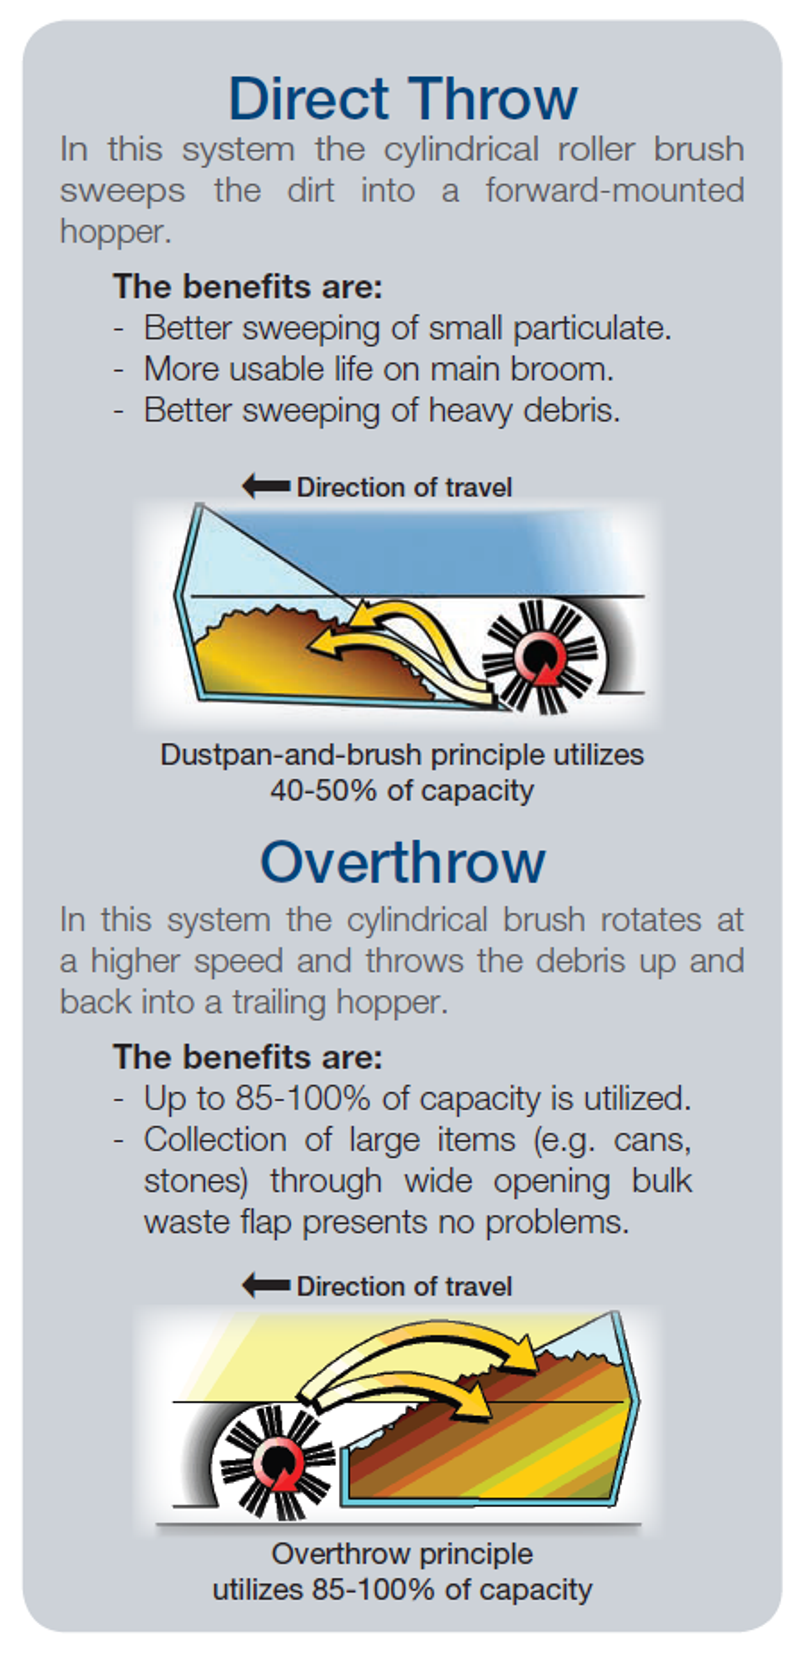 Direct Throw
In this system the cylindrical roller brush
sweeps the dirt into a forward-mounted
hopper.
The benefits are:
- Better sweeping of small particulate.
- More usable life on main broom.
- Better sweeping of heavy debris.
Direction of travel
Dustpan-and-brush principle utilizes
40-50% of capacity
Overthrow
In this system the cylindrical brush rotates at
a higher speed and throws the debris up and
back into a trailing hopper.
The benefits are:
- Up to 85-100% of capacity is utilized.
- Collection of large items (e.g. cans,
stones) through wide opening bulk
waste flap presents no problems.
Direction of travel
Overthrow principle
utilizes 85-100% of capacity